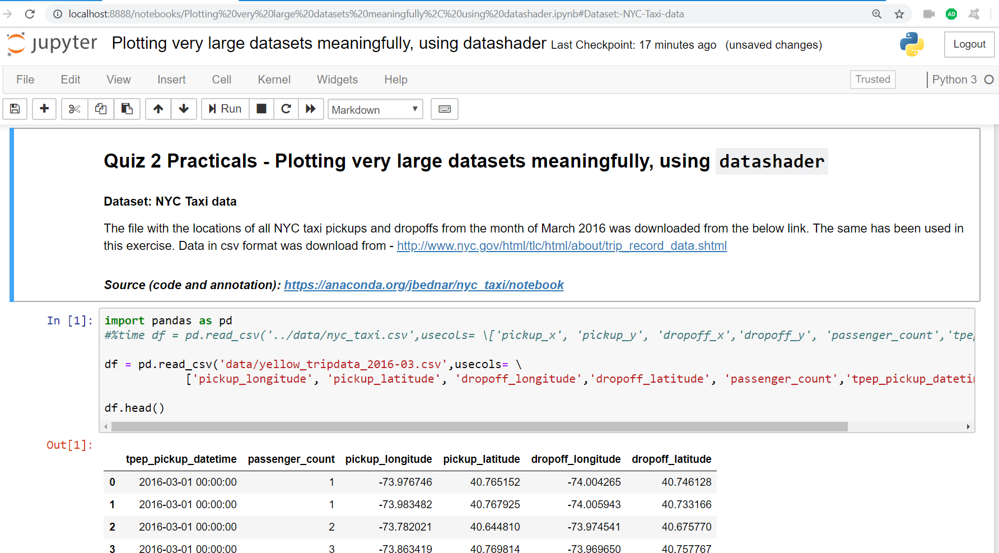 localhost:8888/notebooks/Plotting%20very%20large%20datasets%20meaningfully%2C%20using%20datashader.ipynb#Dataset:-NYC-Taxi-data
AD
jupyter Plotting very large datasets meaningfully, using datashader Last Checkpoint: 17 minutes ago (unsaved changes)
Logout
File Edit View Insert Cell Kernel Widgets Help Trusted Python 3
Run Markdown
Quiz 2 Practicals - Plotting very large datasets meaningfully, using datashader
Dataset: NYC Taxi data
The file with the locations of all NYC taxi pickups and dropoffs from the month of March 2016 was downloaded from the below link. The same has been used in
this exercise. Data in csv format was download from - http://www.nyc.gov/html/tlc/html/about/trip_record_data.shtml
Source (code and annotation): https://anaconda.org/jbednar/nyc_taxi/notebook
In [1]: import pandas as pd
#%time df = pd.read_csv('../data/nyc_taxi.csv',usecols= \['pickup_x', 'pickup_y', 'dropoff_x','dropoff_y', 'passenger_count','tpe
df = pd.read_csv('data/yellow_tripdata_2016-03.csv',usecols= \
['pickup_longitude', 'pickup_latitude', 'dropoff_longitude','dropoff_latitude', 'passenger_count','tpep_pickup_dateti
df.head()
Out[1]:
tpep_pickup_datetime passenger_count pickup_longitude pickup_latitude dropoff_longitude dropoff_latitude
0 2016-03-01 00:00:00 1 -73.976746 40.765152 -74.004265 40.746128
1 2016-03-01 00:00:00 1 -73.983482 40.767925 -74.005943 40.733166
2 2016-03-01 00:00:00 2 -73.782021 40.644810 -73.974541 40.675770
3 2016-03-01 00:00:00 3 -73.863419 40.769814 -73.969650 40.757767